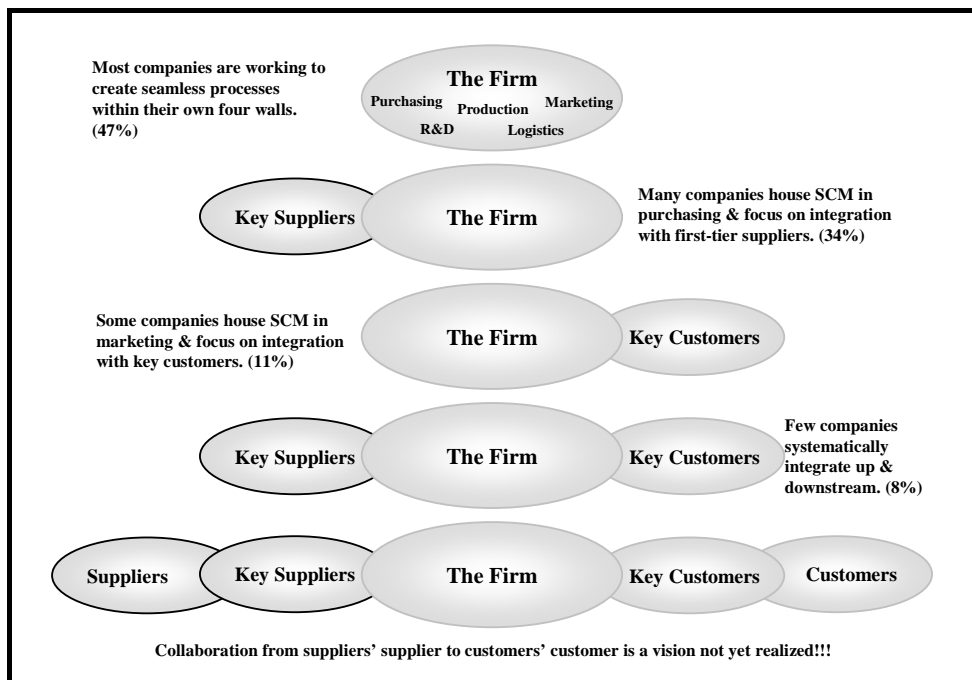 Most companies are working to
create seamless processes
within their own four walls.
(47%)
The Firm
Purchasing Production Marketing
R&D Logistics
Key Suppliers
The Firm
Many companies house SCM in
purchasing & focus on integration
with first-tier suppliers. (34%)
Some companies house SCM in
marketing & focus on integration
with key customers. (11%)
The Firm
Key Customers
Key Suppliers
The Firm
Key Customers
Few companies
systematically
integrate up &
downstream. (8%)
Suppliers
Key Suppliers
The Firm
Key Customers
Customers
Collaboration from suppliers’ supplier to customers’ customer is a vision not yet realized!!!